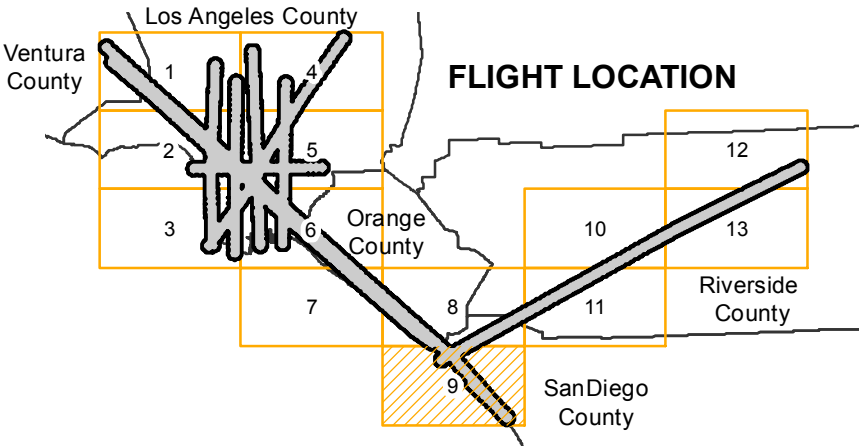 Los Angeles County
Ventura
County
1
4
FLIGHT LOCATION
2
5
12
3
6
Orange
County
10
13
7
8
11
Riverside
County
9
SanDiego
County